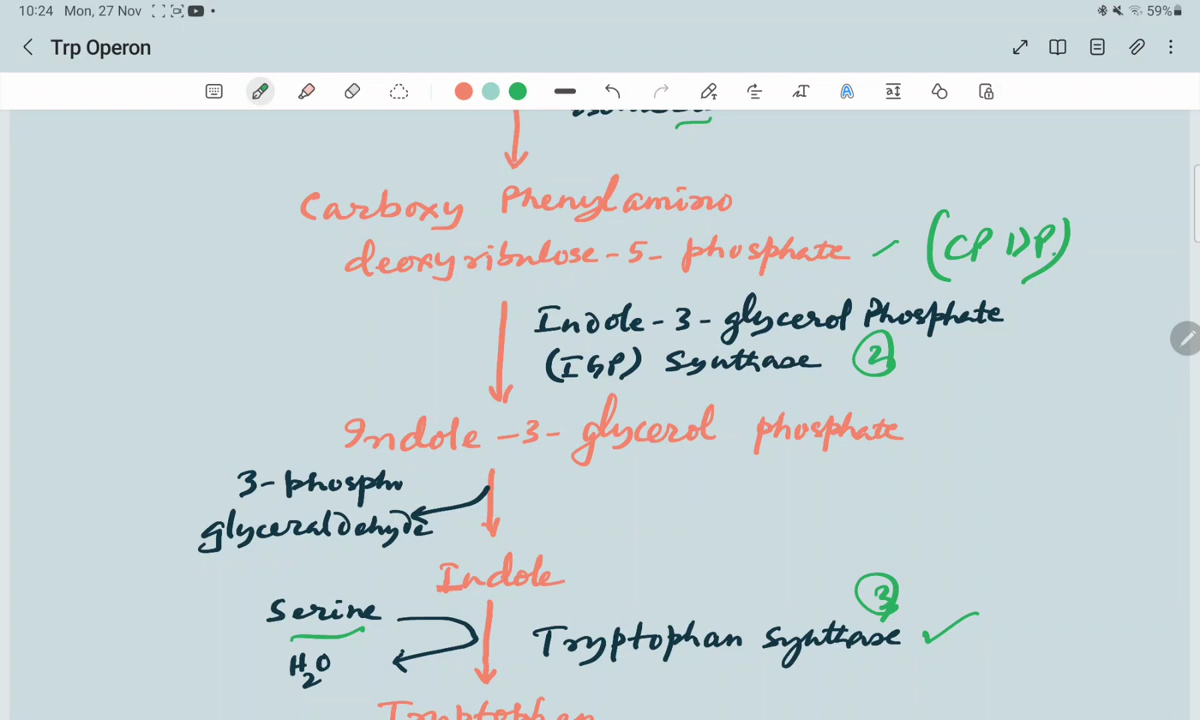 10:24 Mon, 27 Nov
59%
Trp Operon
Carboxy Phenylamino
deoxyribulose-5-phosphate (CPDP)
Indole-3-glycerol Phosphate
(IGP) Synthase 2
Indole-3-glycerol phosphate
3-phospho
glyceraldehyde
Indole
3
Serine
Tryptophan synthase
H2O
Tryptophan